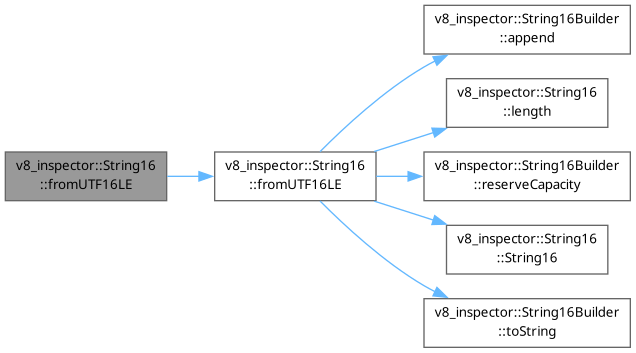 v8_inspector::String16Builder
::append
v8_inspector::String16
::length
v8_inspector::String16
::fromUTF16LE
v8_inspector::String16
::fromUTF16LE
v8_inspector::String16Builder
::reserveCapacity
v8_inspector::String16
::String16
v8_inspector::String16Builder
::toString